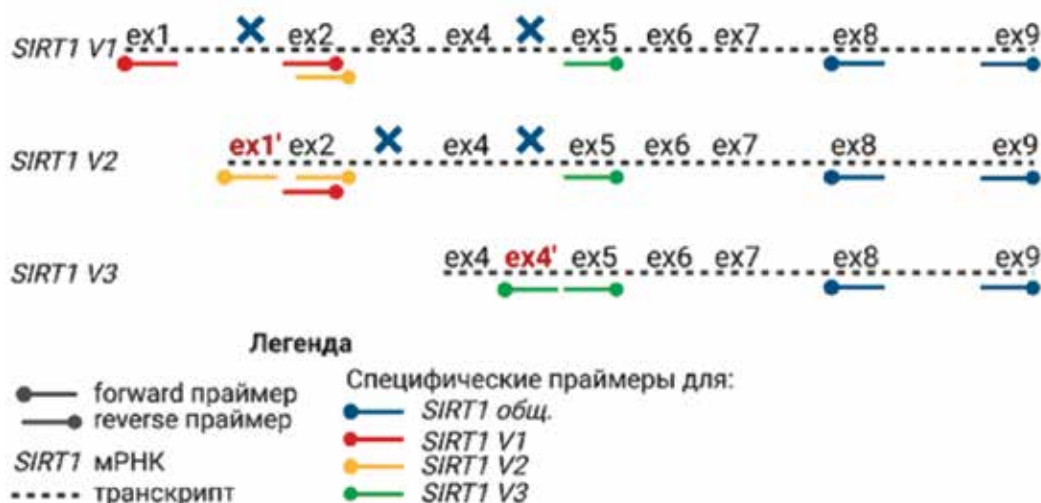 SIRT1 V1 ex1 ex2 ex3 ex4 ex5 ex6 ex7 ex8 ex9
SIRT1 V2 ex1' ex2 ex4 ex5 ex6 ex7 ex8 ex9
SIRT1 V3 ex4 ex4' ex5 ex6 ex7 ex8 ex9
Легенда
forward праймер
reverse праймер
SIRT1 мРНК
транскрипт
Специфические праймеры для:
SIRT1 общ.
SIRT1 V1
SIRT1 V2
SIRT1 V3